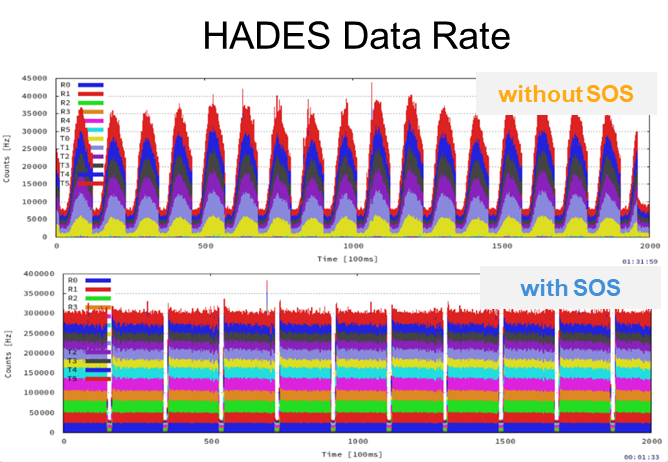 HADES Data Rate
without SOS
45000
40000
35000
30000
25000
20000
15000
10000
5000
0
Counts [Hz]
R0
R1
R2
R3
R4
R5
T0
T1
T2
T3
T4
T5
0 500 1000 1500 2000
Time [100ms]
01:31:59
with SOS
400000
350000
300000
250000
200000
150000
100000
50000
0
Counts [Hz]
R0
R1
R2
R3
T2
T3
T4
T5
0 500 1000 1500 2000
Time [100ms]
00:01:33